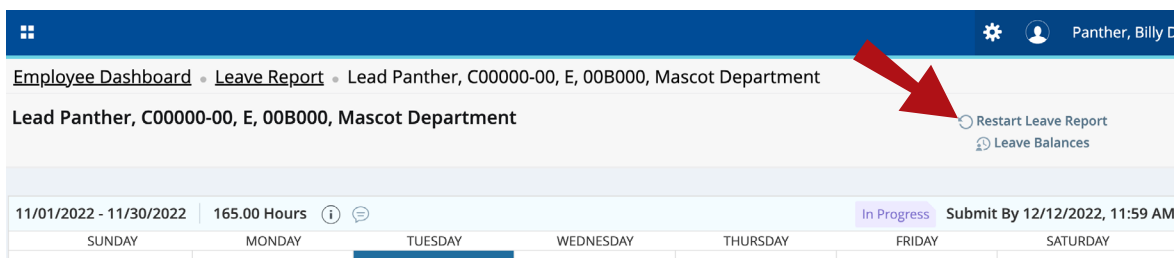 Panther, Billy D
Employee Dashboard • Leave Report • Lead Panther, C00000-00, E, 00B000, Mascot Department
Lead Panther, C00000-00, E, 00B000, Mascot Department
Restart Leave Report
Leave Balances
11/01/2022 - 11/30/2022 165.00 Hours In Progress Submit By 12/12/2022, 11:59 AM
SUNDAY MONDAY TUESDAY WEDNESDAY THURSDAY FRIDAY SATURDAY